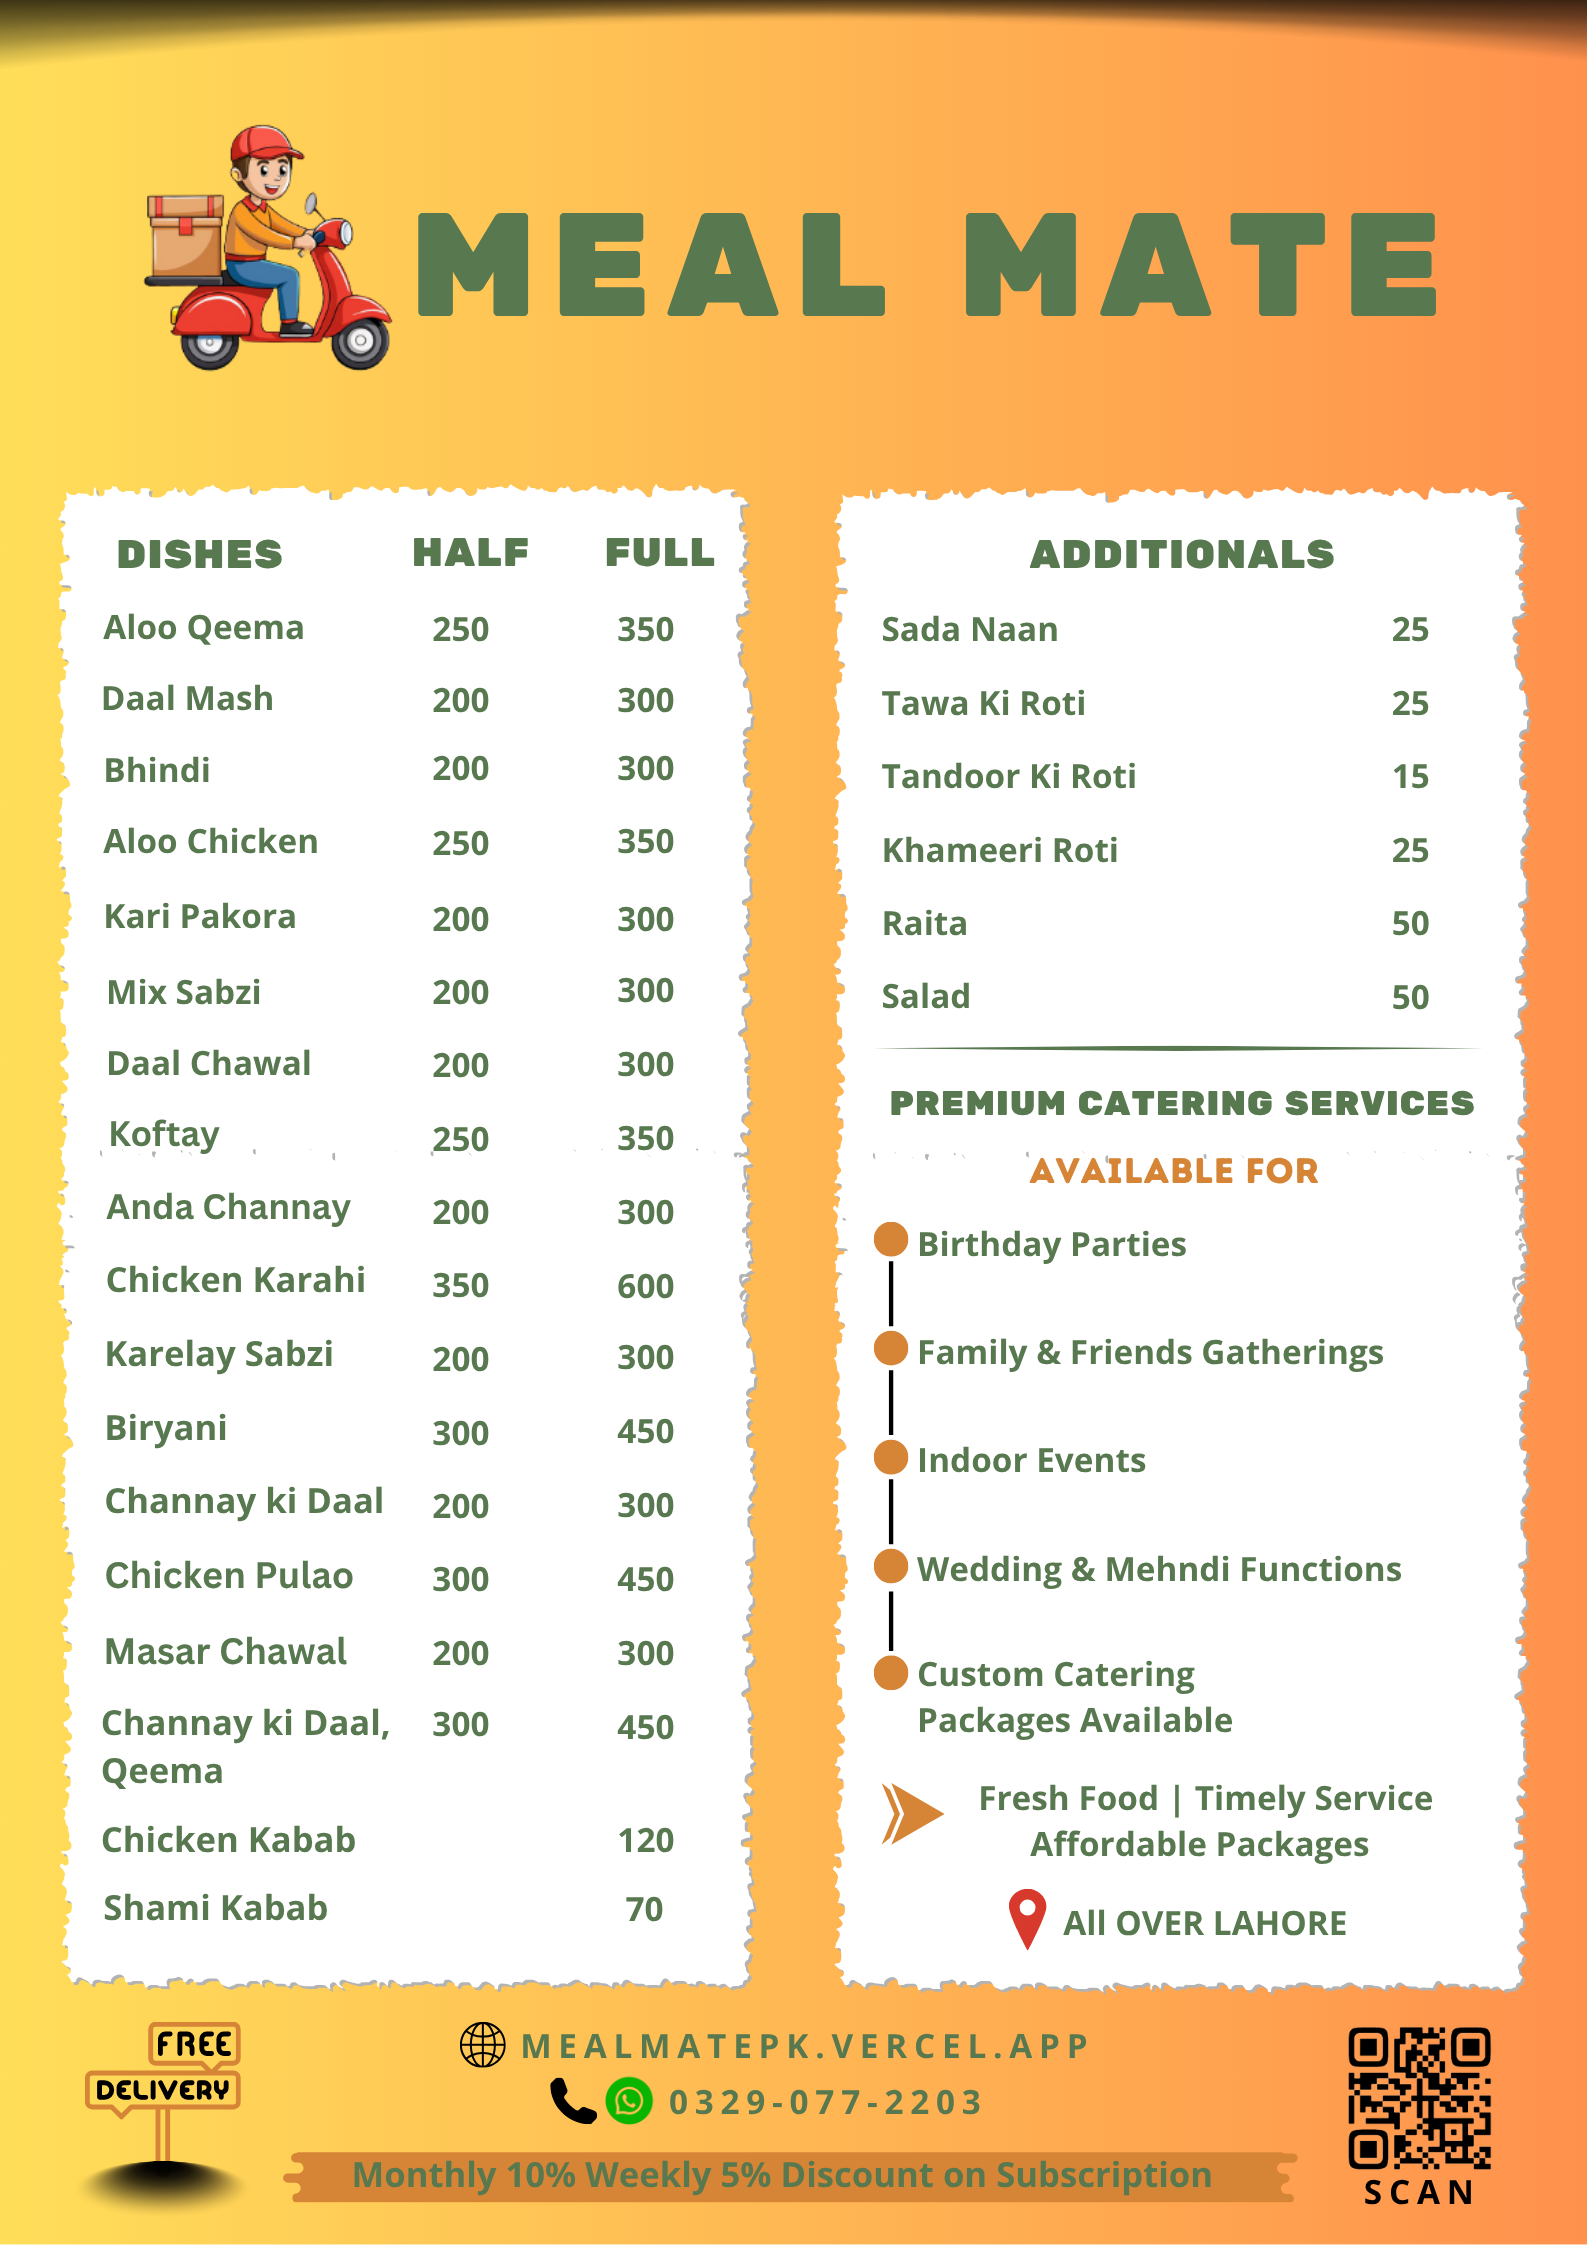 MEAL MATE
DISHES HALF FULL
Aloo Qeema 250 350
Daal Mash 200 300
Bhindi 200 300
Aloo Chicken 250 350
Kari Pakora 200 300
Mix Sabzi 200 300
Daal Chawal 200 300
Koftay 250 350
Anda Channay 200 300
Chicken Karahi 350 600
Karelay Sabzi 200 300
Biryani 300 450
Channay ki Daal 200 300
Chicken Pulao 300 450
Masar Chawal 200 300
Channay ki Daal, 300 450
Qeema
Chicken Kabab 120
Shami Kabab 70
ADDITIONALS
Sada Naan 25
Tawa Ki Roti 25
Tandoor Ki Roti 15
Khameeri Roti 25
Raita 50
Salad 50
PREMIUM CATERING SERVICES
AVAILABLE FOR
Birthday Parties
Family & Friends Gatherings
Indoor Events
Wedding & Mehndi Functions
Custom Catering
Packages Available
Fresh Food | Timely Service
Affordable Packages
All OVER LAHORE
FREE
DELIVERY
MEALMATEPK.VERCEL.APP
0329-077-2203
Monthly 10% Weekly 5% Discount on Subscription
SCAN